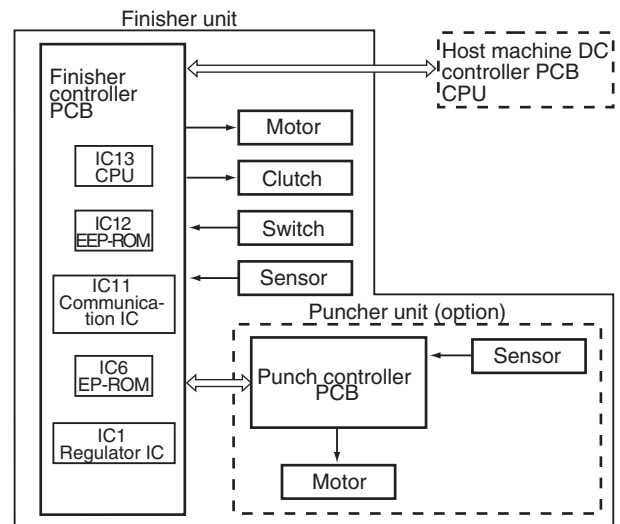 Finisher unit
Finisher
controller
PCB
Host machine DC
controller PCB
CPU
Motor
IC13
CPU
Clutch
IC12
EEP-ROM
Switch
IC11
Communica-
tion IC
Sensor
Puncher unit (option)
IC6
EP-ROM
Punch controller
PCB
Sensor
IC1
Regulator IC
Motor